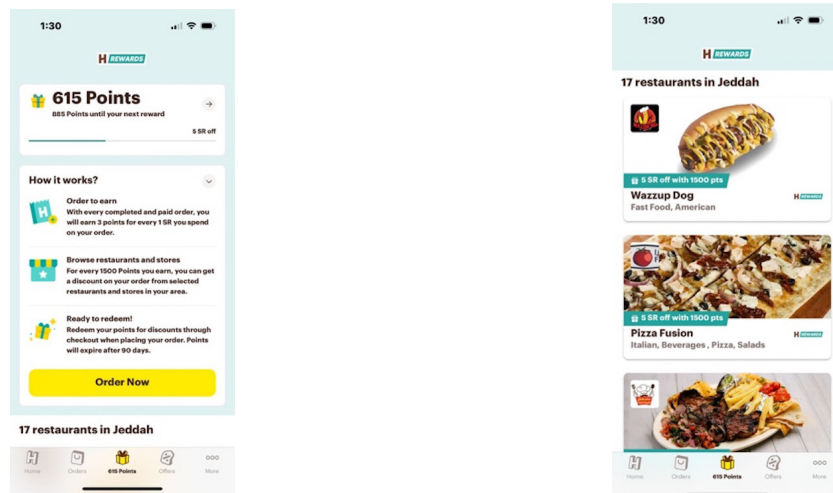 1:30
H REWARDS
615 Points
885 Points until your next reward
5 SR off
How it works?
Order to earn
With every completed and paid order, you
will earn 3 points for every 1 SR you spend
on your order.
Browse restaurants and stores
For every 1500 Points you earn, you can get
a discount on your order from selected
restaurants and stores in your area.
Ready to redeem!
Redeem your points for discounts through
checkout when placing your order. Points
will expire after 90 days.
Order Now
17 restaurants in Jeddah
Home Orders 615 Points Offers More
1:30
H REWARDS
17 restaurants in Jeddah
5 SR off with 1500 pts
Wazzup Dog
H REWARDS
Fast Food, American
5 SR off with 1500 pts
Pizza Fusion
H REWARDS
Italian, Beverages , Pizza, Salads
Home Orders 615 Points Offers More